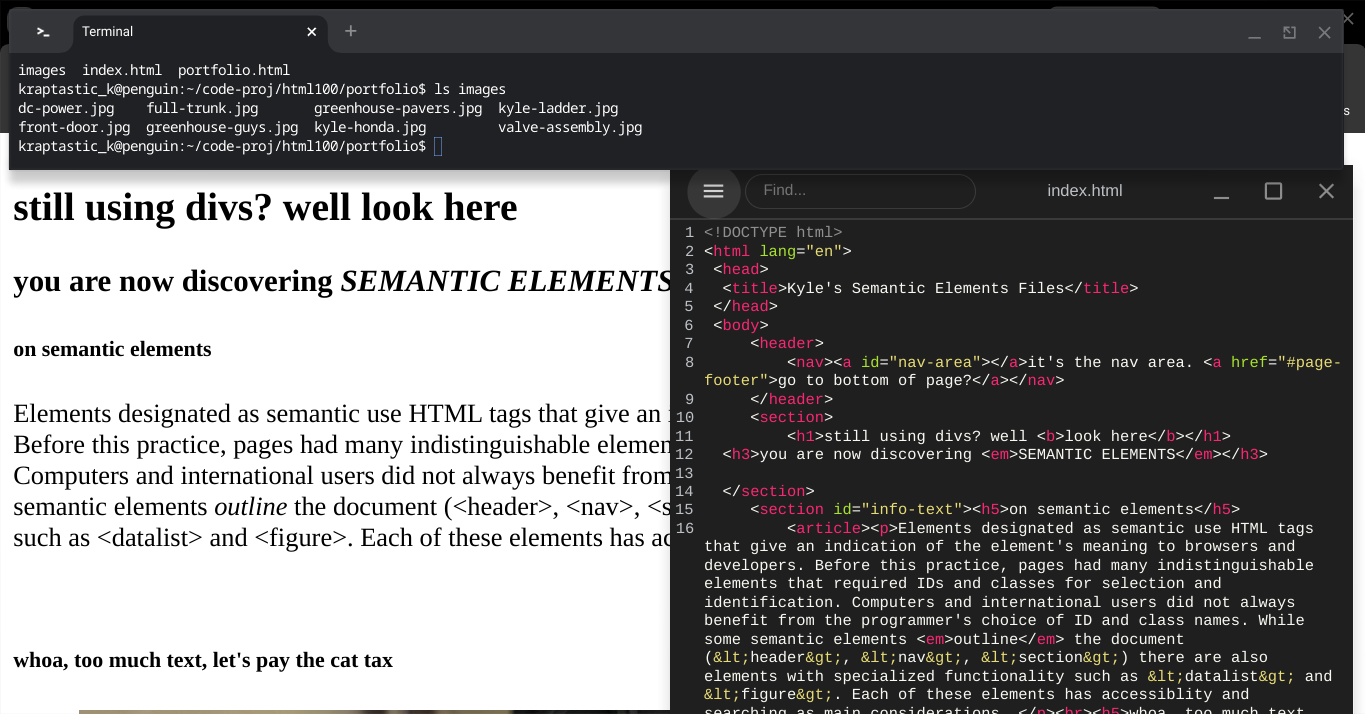 Terminal
images index.html portfolio.html
kraptastic_k@penguin:~/code-proj/html100/portfolio$ ls images
dc-power.jpg full-trunk.jpg greenhouse-pavers.jpg kyle-ladder.jpg
front-door.jpg greenhouse-guys.jpg kyle-honda.jpg valve-assembly.jpg
kraptastic_k@penguin:~/code-proj/html100/portfolio$
still using divs? well look here
you are now discovering SEMANTIC ELEMENTS
on semantic elements
Elements designated as semantic use HTML tags that give an
Before this practice, pages had many indistinguishable elemen
Computers and international users did not always benefit from
semantic elements outline the document (<header>, <nav>, <s
such as <datalist> and <figure>. Each of these elements has ac
whoa, too much text, let's pay the cat tax
Find... index.html
1 <!DOCTYPE html>
2 <html lang="en">
3 <head>
4 <title>Kyle's Semantic Elements Files</title>
5 </head>
6 <body>
7 <header>
8 <nav><a id="nav-area"></a>it's the nav area. <a href="#page-
footer">go to bottom of page?</a></nav>
9 </header>
10 <section>
11 <h1>still using divs? well <b>look here</b></h1>
12 <h3>you are now discovering <em>SEMANTIC ELEMENTS</em></h3>
13
14 </section>
15 <section id="info-text"><h5>on semantic elements</h5>
16 <article><p>Elements designated as semantic use HTML tags
that give an indication of the element's meaning to browsers and
developers. Before this practice, pages had many indistinguishable
elements that required IDs and classes for selection and
identification. Computers and international users did not always
benefit from the programmer's choice of ID and class names. While
some semantic elements <em>outline</em> the document
(&lt;header&gt;, &lt;nav&gt;, &lt;section&gt;) there are also
elements with specialized functionality such as &lt;datalist&gt; and
&lt;figure&gt;. Each of these elements has accessiblity and
searching as main considerations. </p><br><h5>whoa, too much text,